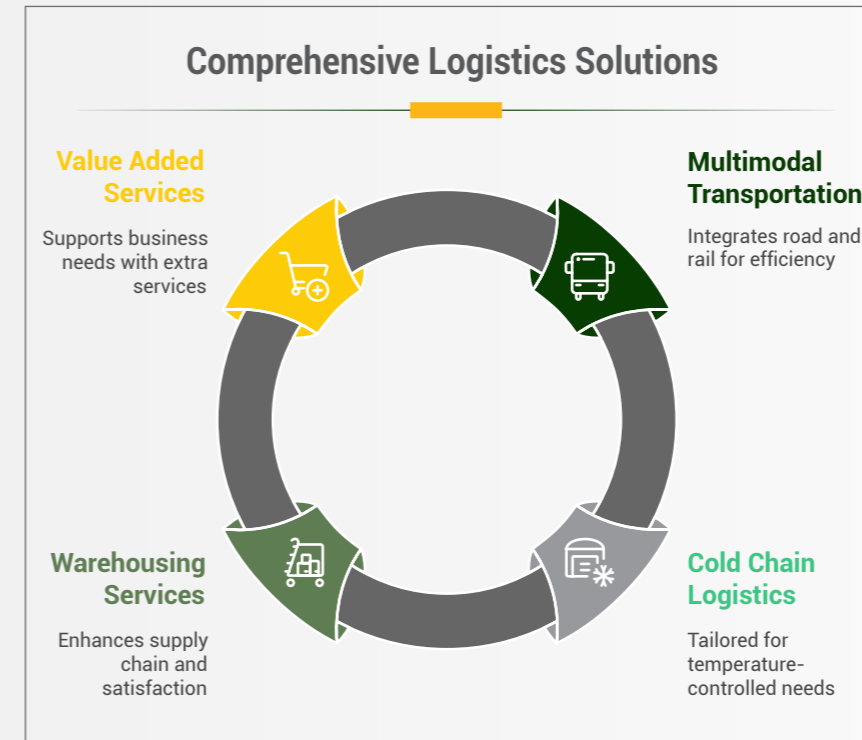 Comprehensive Logistics Solutions
Value Added
Services
Supports business
needs with extra
services
Multimodal
Transportation
Integrates road and
rail for efficiency
Warehousing
Services
Enhances supply
chain and
satisfaction
Cold Chain
Logistics
Tailored for
temperature-
controlled needs